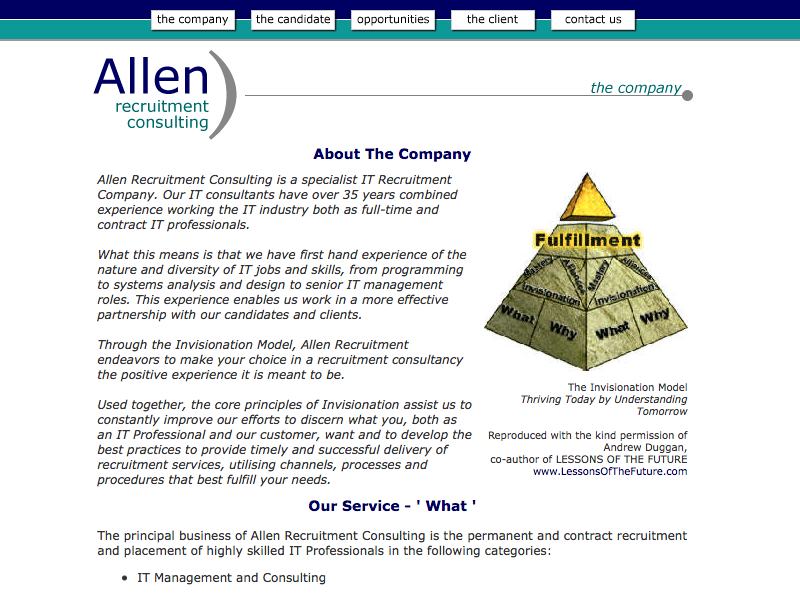 the company
the candidate
opportunities
the client
contact us
Allen
recruitment
consulting
the company
About The Company
Allen Recruitment Consulting is a specialist IT Recruitment
Company. Our IT consultants have over 35 years combined
experience working the IT industry both as full-time and
contract IT professionals.
What this means is that we have first hand experience of the
nature and diversity of IT jobs and skills, from programming
to systems analysis and design to senior IT management
roles. This experience enables us work in a more effective
partnership with our candidates and clients.
Through the Invisionation Model, Allen Recruitment
endeavors to make your choice in a recruitment consultancy
the positive experience it is meant to be.
Used together, the core principles of Invisionation assist us to
constantly improve our efforts to discern what you, both as
an IT Professional and our customer, want and to develop the
best practices to provide timely and successful delivery of
recruitment services, utilising channels, processes and
procedures that best fulfill your needs.
Fulfillment
Mastery
Alliances
Mastery
Alliances
Invisionation
Invisionation
What
Why
What
Why
The Invisionation Model
Thriving Today by Understanding
Tomorrow
Reproduced with the kind permission of
Andrew Duggan,
co-author of LESSONS OF THE FUTURE
www.LessonsOfTheFuture.com
Our Service - ' What '
The principal business of Allen Recruitment Consulting is the permanent and contract recruitment
and placement of highly skilled IT Professionals in the following categories:
• IT Management and Consulting